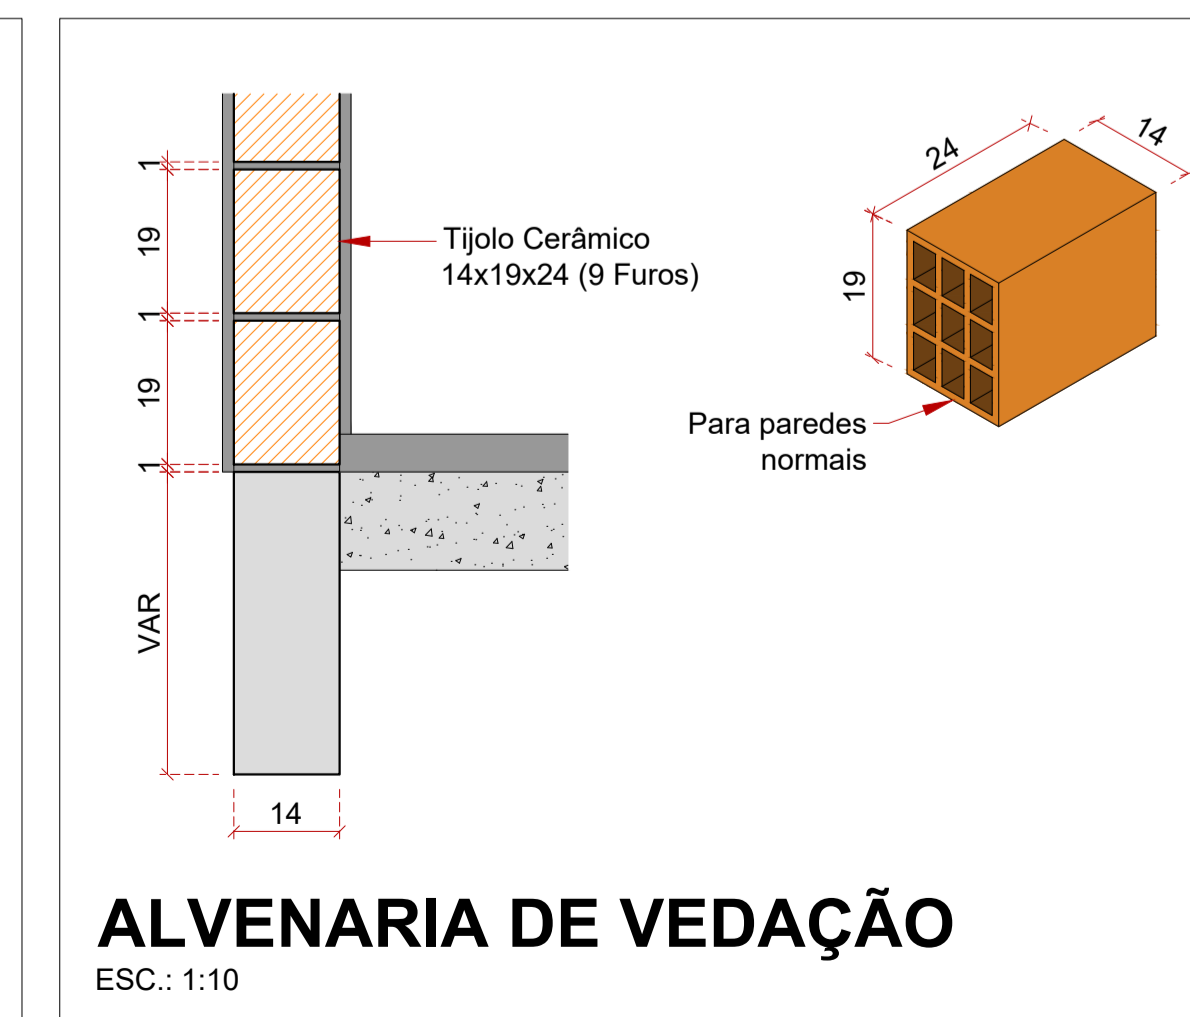 1
19
1
19
1
VAR
14
Tijolo Cerâmico
14x19x24 (9 Furos)
24
14
19
Para paredes
normais
ALVENARIA DE VEDAÇÃO
ESC.: 1:10